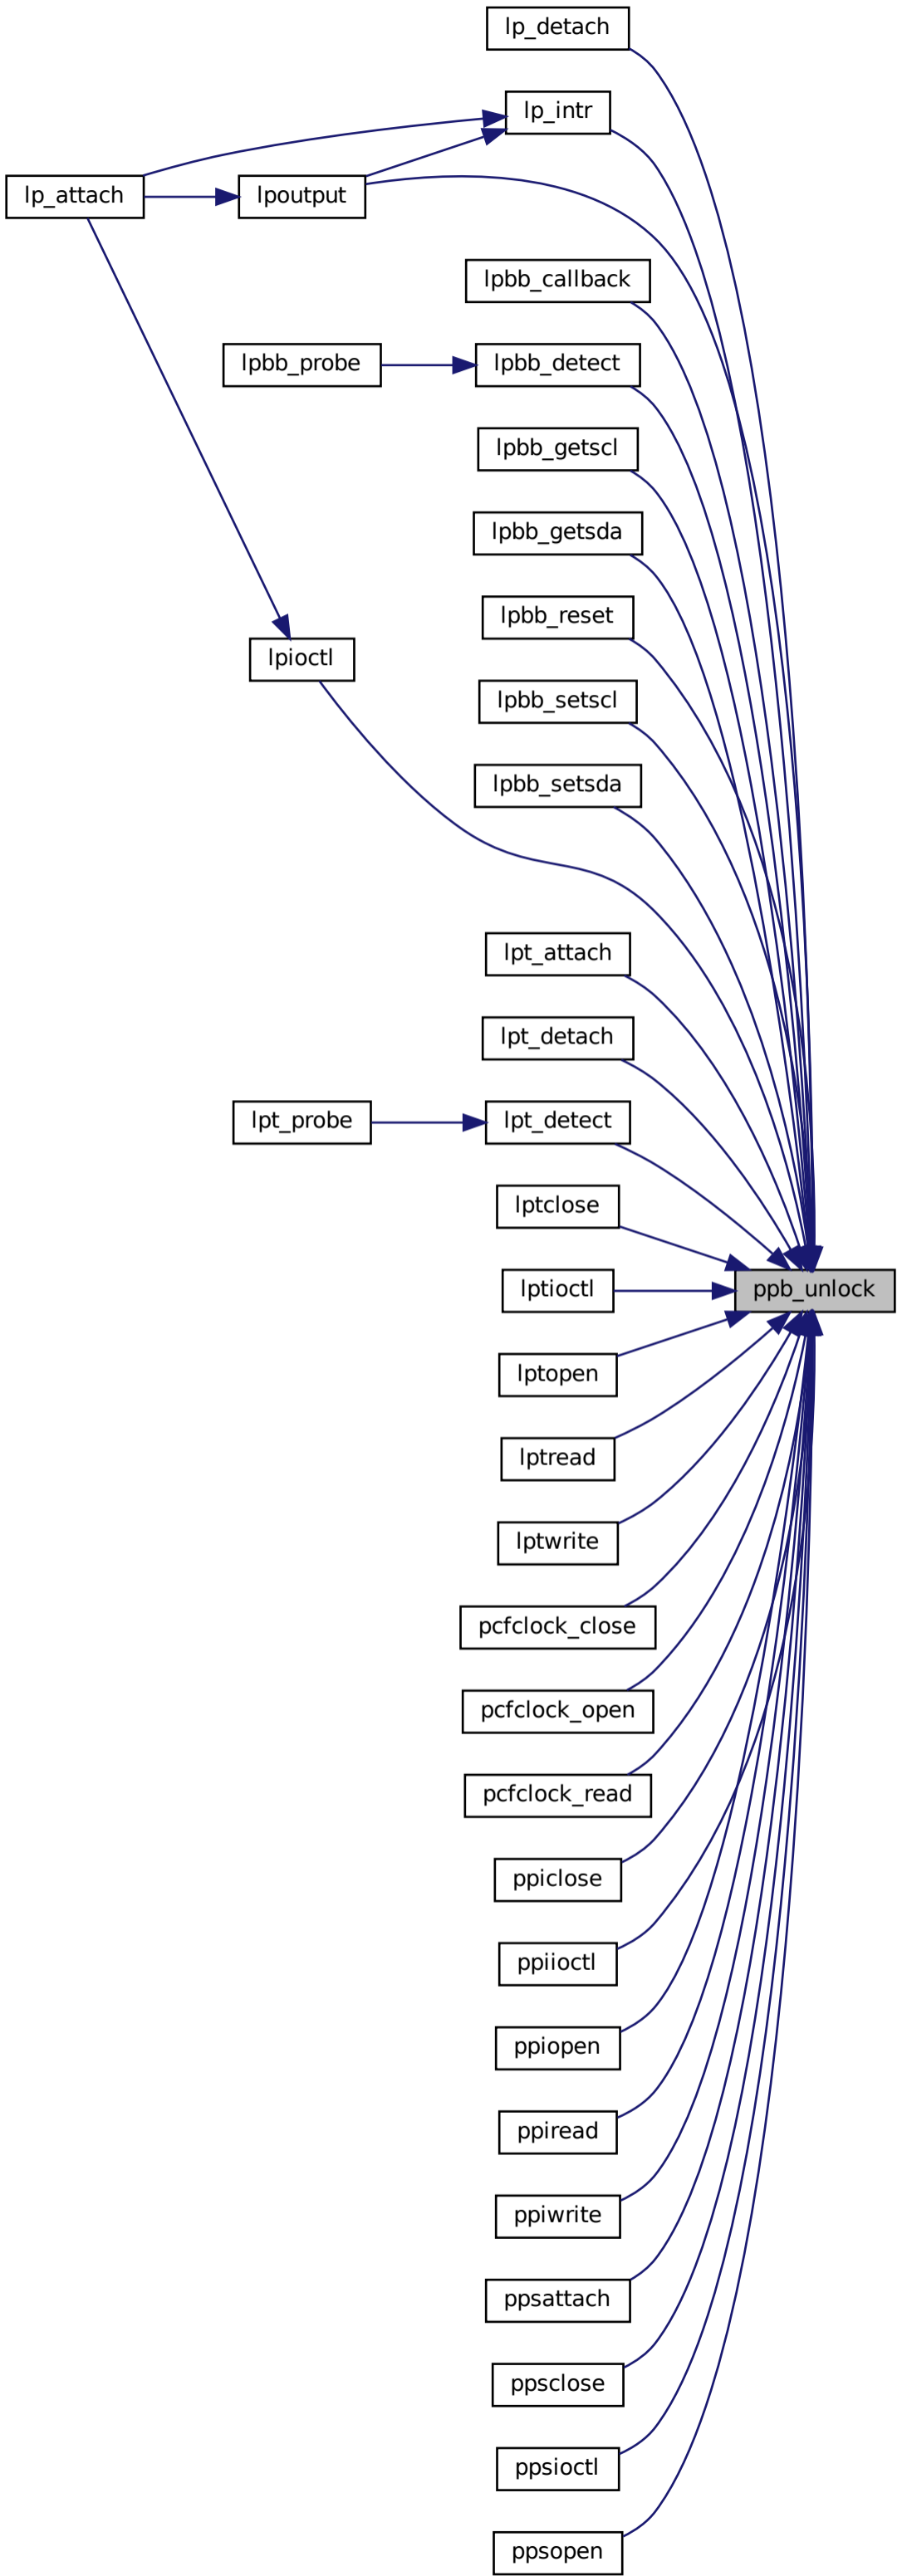 lp_detach
lp_intr
lp_attach
lpoutput
lpbb_callback
lpbb_probe
lpbb_detect
lpbb_getscl
lpbb_getsda
lpbb_reset
lpioctl
lpbb_setscl
lpbb_setsda
lpt_attach
lpt_detach
lpt_probe
lpt_detect
lptclose
lptioctl
ppb_unlock
lptopen
lptread
lptwrite
pcfclock_close
pcfclock_open
pcfclock_read
ppiclose
ppiioctl
ppiopen
ppiread
ppiwrite
ppsattach
ppsclose
ppsioctl
ppsopen